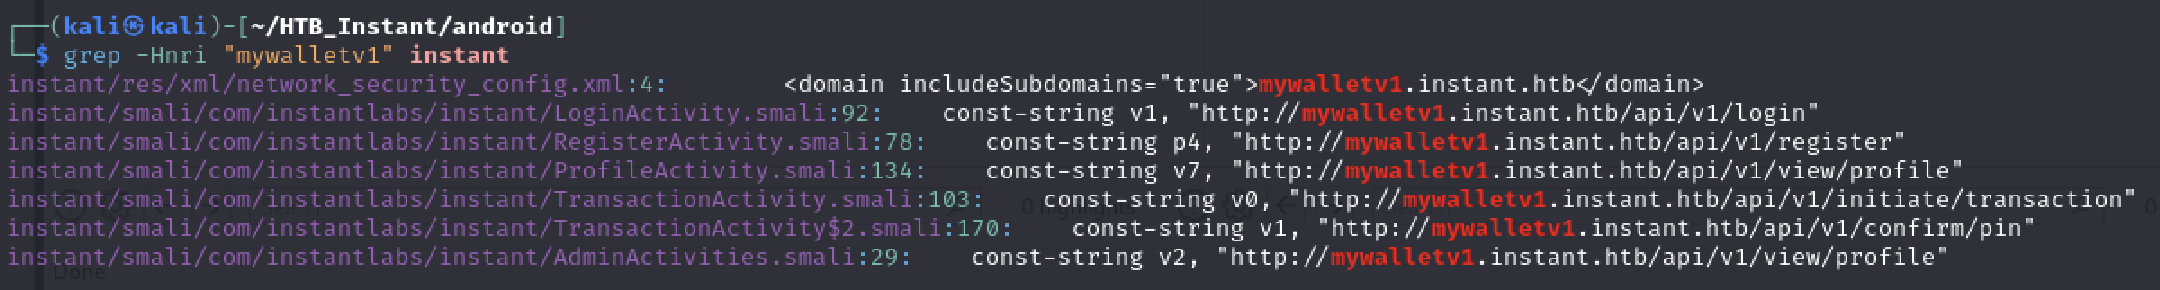 ┌──(kali㉿kali)-[~/HTB_Instant/android]
└─$ grep -Hnri "mywalletv1" instant
instant/res/xml/network_security_config.xml:4:        <domain includeSubdomains="true">mywalletv1.instant.htb</domain>
instant/smali/com/instantlabs/instant/LoginActivity.smali:92:    const-string v1, "http://mywalletv1.instant.htb/api/v1/login"
instant/smali/com/instantlabs/instant/RegisterActivity.smali:78:    const-string p4, "http://mywalletv1.instant.htb/api/v1/register"
instant/smali/com/instantlabs/instant/ProfileActivity.smali:134:    const-string v7, "http://mywalletv1.instant.htb/api/v1/view/profile"
instant/smali/com/instantlabs/instant/TransactionActivity.smali:103:    const-string v0, "http://mywalletv1.instant.htb/api/v1/initiate/transaction"
instant/smali/com/instantlabs/instant/TransactionActivity$2.smali:170:    const-string v1, "http://mywalletv1.instant.htb/api/v1/confirm/pin"
instant/smali/com/instantlabs/instant/AdminActivities.smali:29:    const-string v2, "http://mywalletv1.instant.htb/api/v1/view/profile"
Done